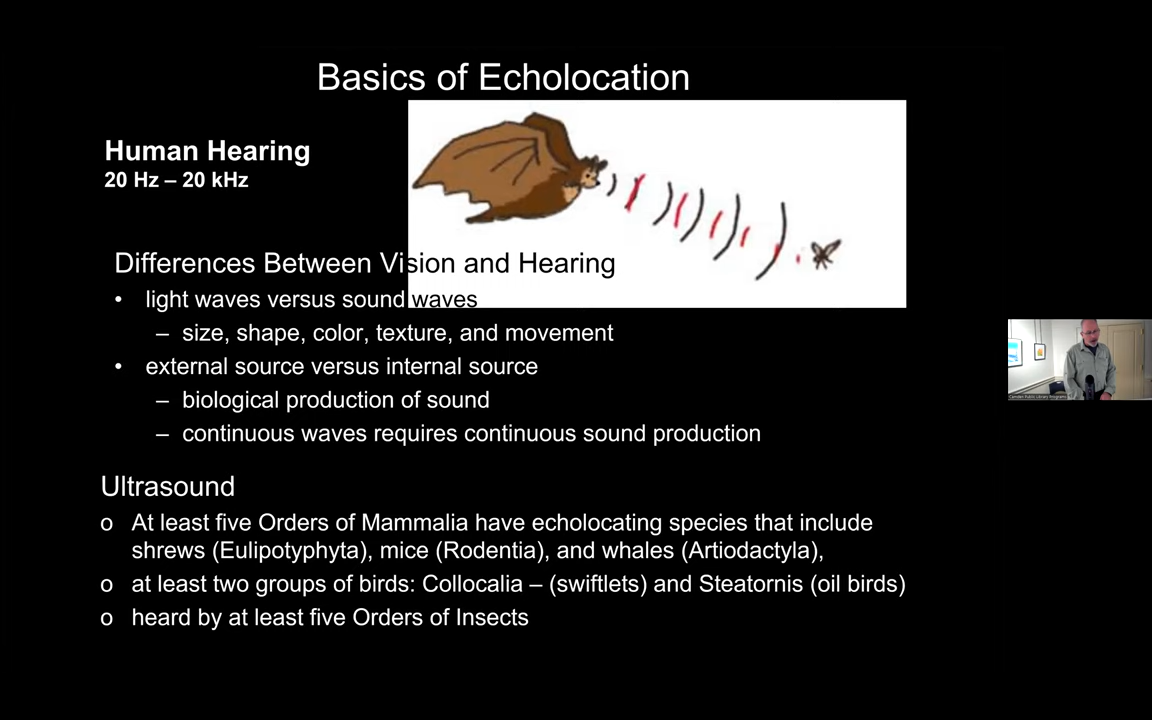 Basics of Echolocation
Human Hearing
20 Hz – 20 kHz
Differences Between Vision and Hearing
• light waves versus sound waves
– size, shape, color, texture, and movement
• external source versus internal source
– biological production of sound
– continuous waves requires continuous sound production
Ultrasound
o At least five Orders of Mammalia have echolocating species that include
shrews (Eulipotyphyta), mice (Rodentia), and whales (Artiodactyla),
o at least two groups of birds: Collocalia – (swiftlets) and Steatornis (oil birds)
o heard by at least five Orders of Insects
Camden Public Library Programs